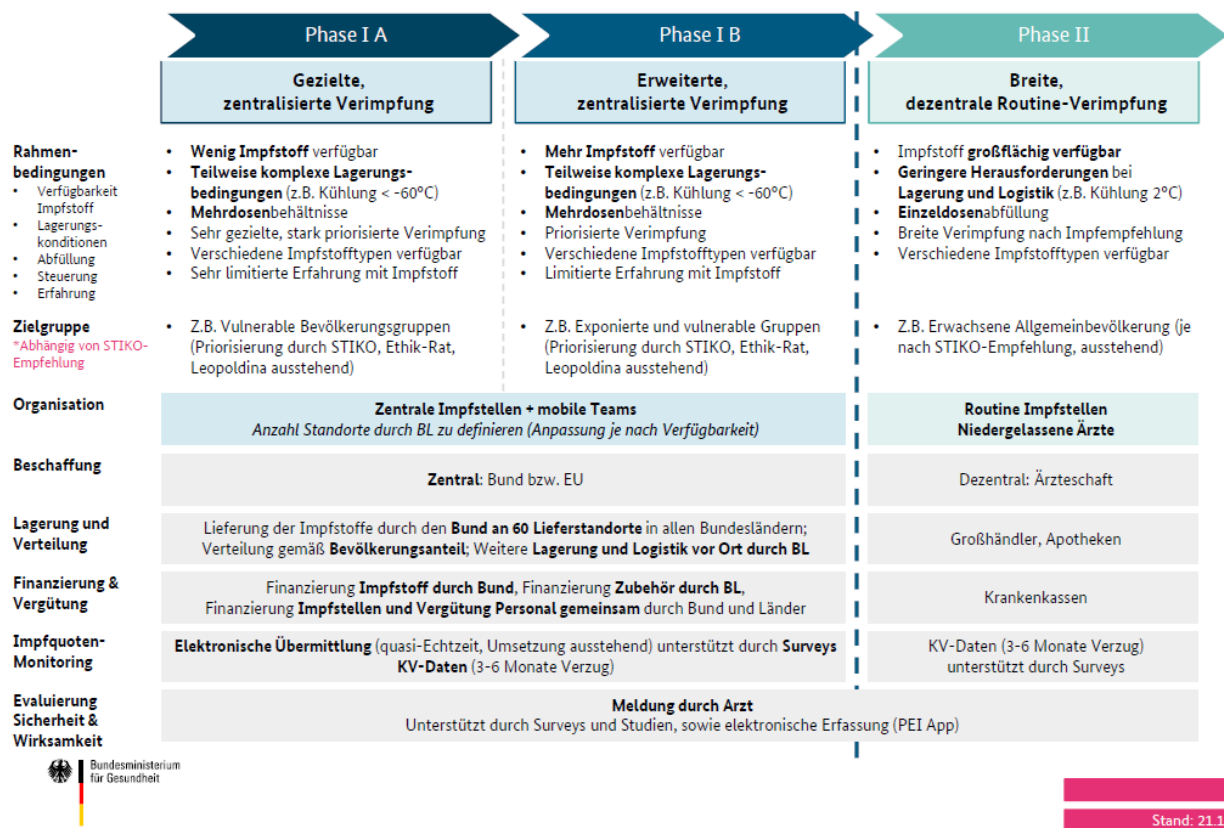 Phase I A
Phase I B
Phase II
Gezielte,
zentralisierte Verimpfung
Erweiterte,
zentralisierte Verimpfung
Breite,
dezentrale Routine-Verimpfung
Rahmen-
bedingungen
• Verfügbarkeit
Impfstoff
• Lagerungs-
konditionen
• Abfüllung
• Steuerung
• Erfahrung
• Wenig Impfstoff verfügbar
• Teilweise komplexe Lagerungs-
bedingungen (z.B. Kühlung < -60°C)
• Mehrdosenbehältnisse
• Sehr gezielte, stark priorisierte Verimpfung
• Verschiedene Impfstofftypen verfügbar
• Sehr limitierte Erfahrung mit Impfstoff
• Mehr Impfstoff verfügbar
• Teilweise komplexe Lagerungs-
bedingungen (z.B. Kühlung < -60°C)
• Mehrdosenbehältnisse
• Priorisierte Verimpfung
• Verschiedene Impfstofftypen verfügbar
• Limitierte Erfahrung mit Impfstoff
• Impfstoff großflächig verfügbar
• Geringere Herausforderungen bei
Lagerung und Logistik (z.B. Kühlung 2°C)
• Einzeldosenabfüllung
• Breite Verimpfung nach Impfempfehlung
• Verschiedene Impfstofftypen verfügbar
Zielgruppe
*Abhängig von STIKO-
Empfehlung
• Z.B. Vulnerable Bevölkerungsgruppen
(Priorisierung durch STIKO, Ethik-Rat,
Leopoldina ausstehend)
• Z.B. Exponierte und vulnerable Gruppen
(Priorisierung durch STIKO, Ethik-Rat,
Leopoldina ausstehend)
• Z.B. Erwachsene Allgemeinbevölkerung (je
nach STIKO-Empfehlung, ausstehend)
Organisation
Zentrale Impfstellen + mobile Teams
Anzahl Standorte durch BL zu definieren (Anpassung je nach Verfügbarkeit)
Routine Impfstellen
Niedergelassene Ärzte
Beschaffung
Zentral: Bund bzw. EU
Dezentral: Ärzteschaft
Lagerung und
Verteilung
Lieferung der Impfstoffe durch den Bund an 60 Lieferstandorte in allen Bundesländern;
Verteilung gemäß Bevölkerungsanteil; Weitere Lagerung und Logistik vor Ort durch BL
Großhändler, Apotheken
Finanzierung &
Vergütung
Finanzierung Impfstoff durch Bund, Finanzierung Zubehör durch BL,
Finanzierung Impfstellen und Vergütung Personal gemeinsam durch Bund und Länder
Krankenkassen
Impfquoten-
Monitoring
Elektronische Übermittlung (quasi-Echtzeit, Umsetzung ausstehend) unterstützt durch Surveys
KV-Daten (3-6 Monate Verzug)
KV-Daten (3-6 Monate Verzug)
unterstützt durch Surveys
Evaluierung
Sicherheit &
Wirksamkeit
Meldung durch Arzt
Unterstützt durch Surveys und Studien, sowie elektronische Erfassung (PEI App)
Bundesministerium
für Gesundheit
Stand: 21.1